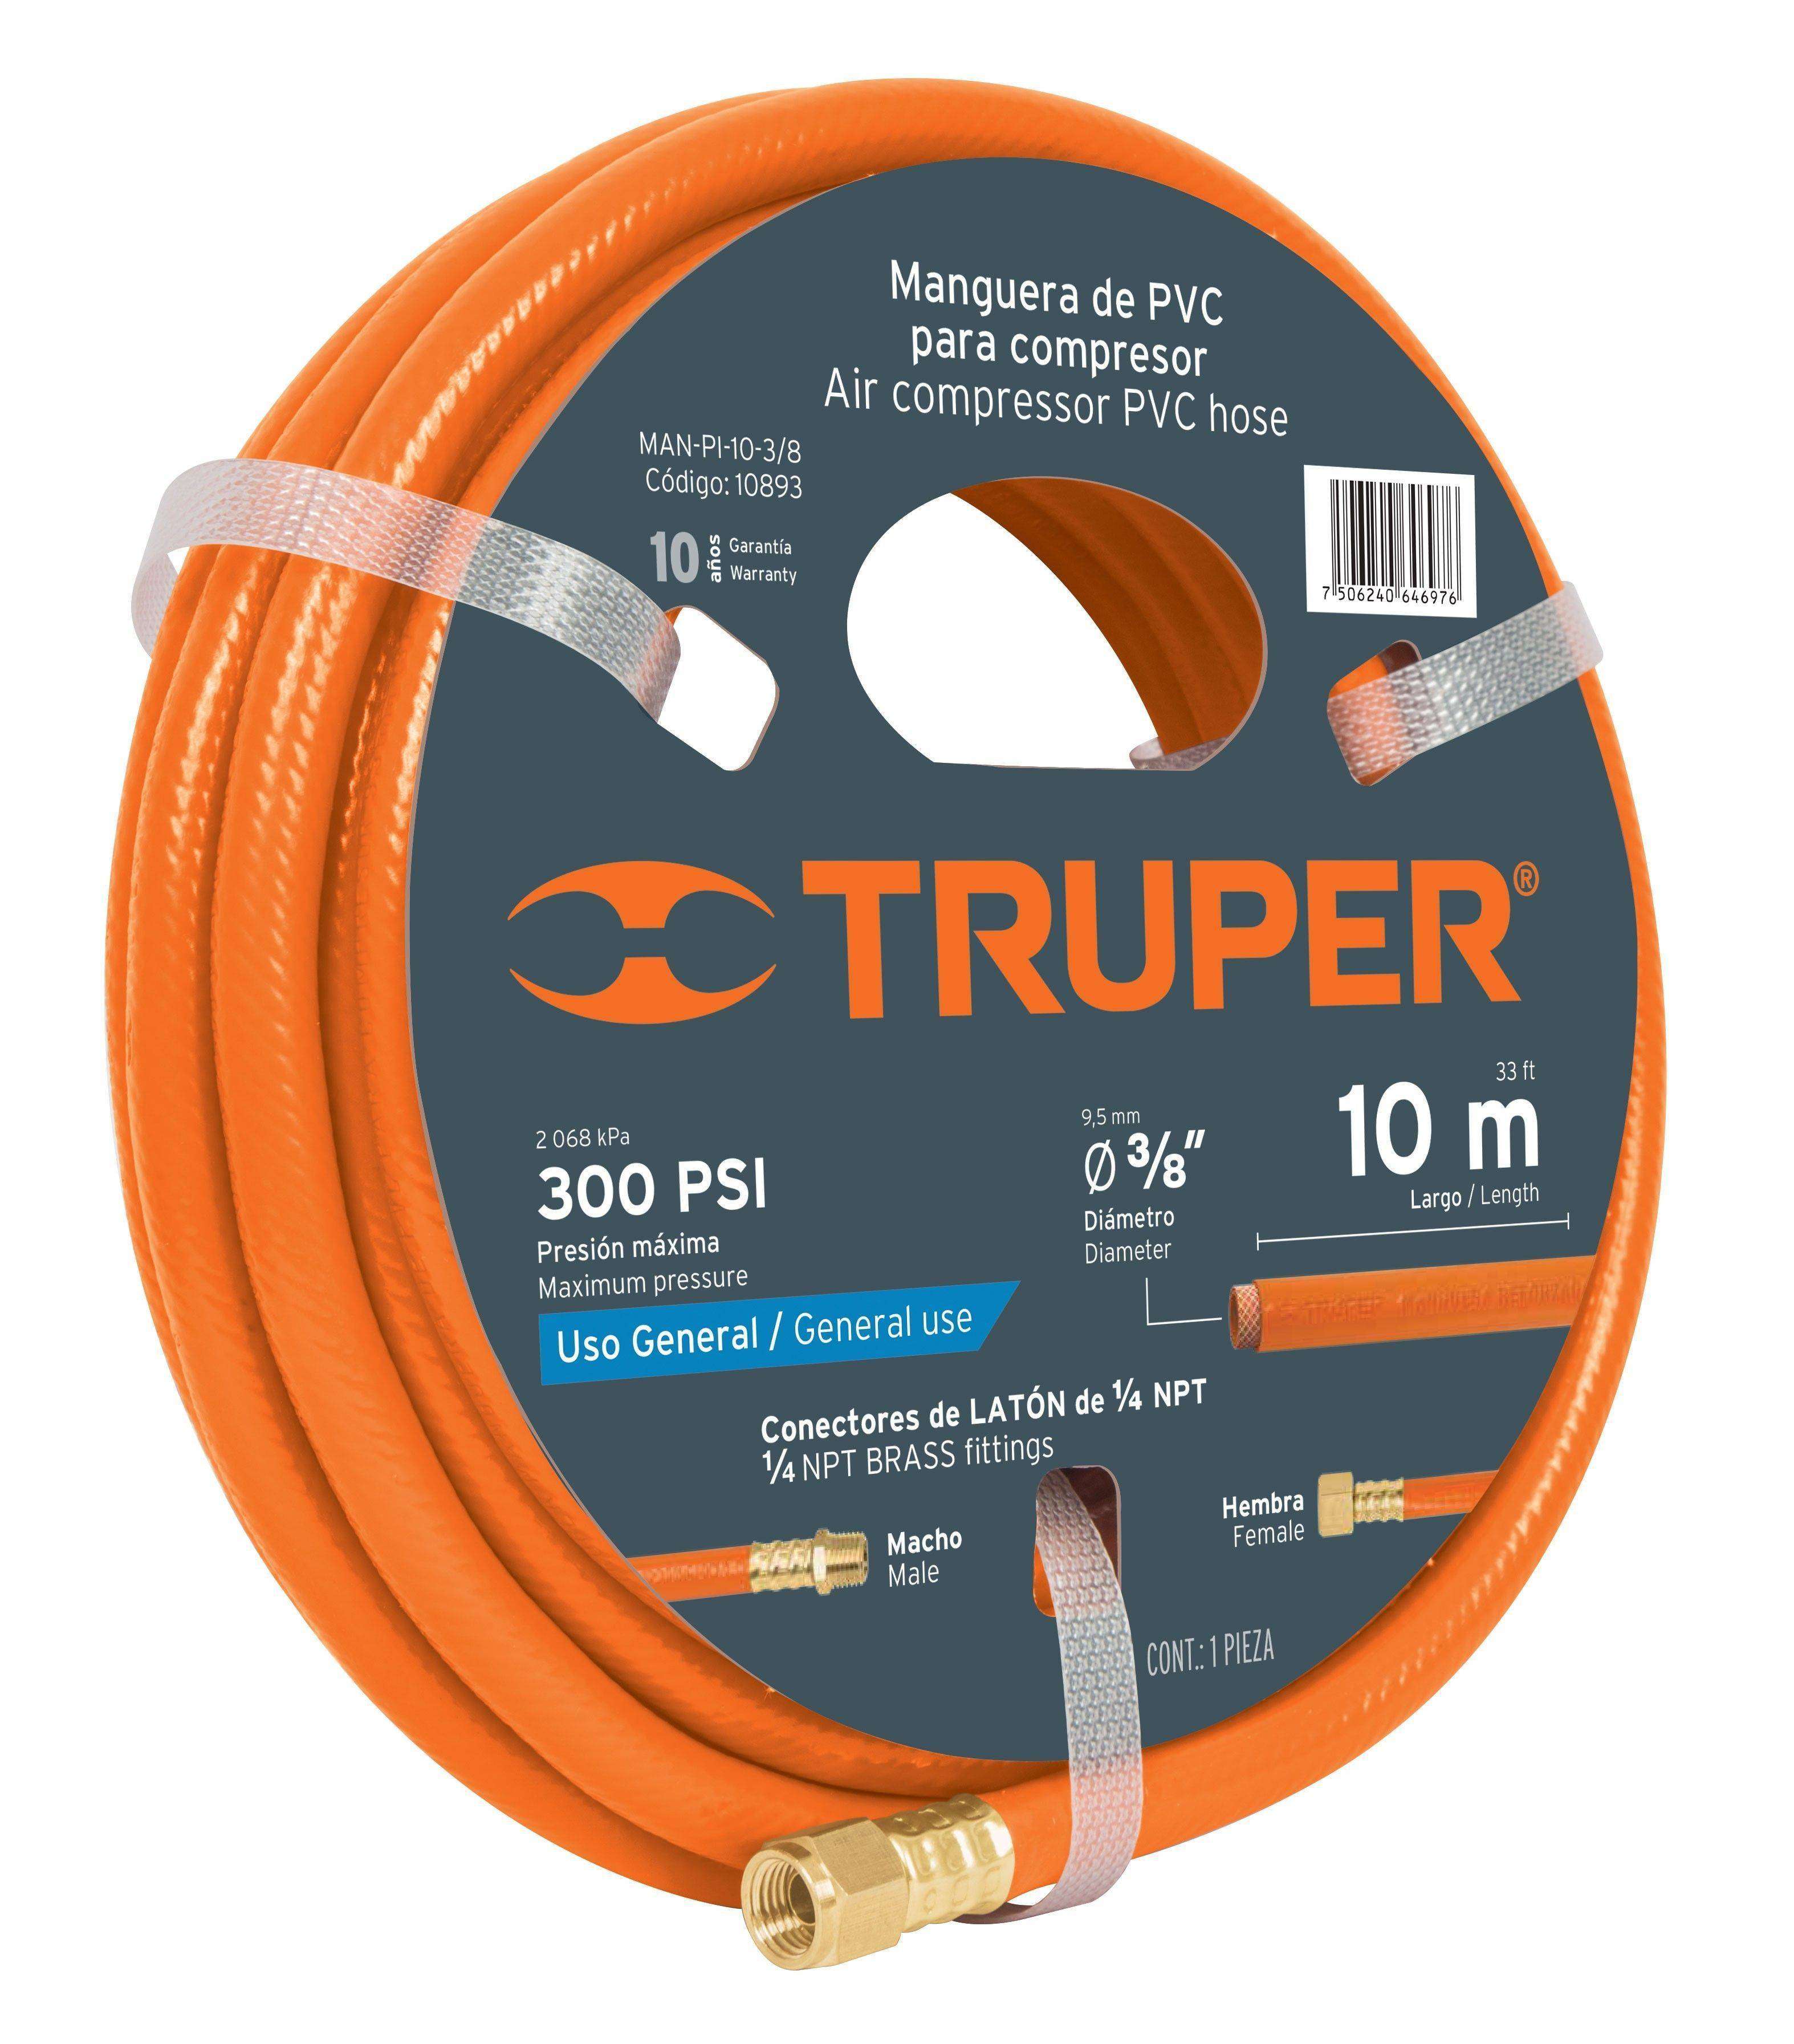 Manguera de PVC
para compresor
Air compressor PVC hose
MAN-PI-10-3/8
Código: 10893
10 años Garantía
Warranty
7 506240 646976
TRUPER®
2 068 kPa
300 PSI
Presión máxima
Maximum pressure
Uso General / General use
9,5 mm
Ø 3/8"
Diámetro
Diameter
33 ft
10 m
Largo / Length
TRUPER MANGUERA REFORZAD
Conectores de LATÓN de 1/4 NPT
1/4 NPT BRASS fittings
Macho
Male
Hembra
Female
CONT.: 1 PIEZA